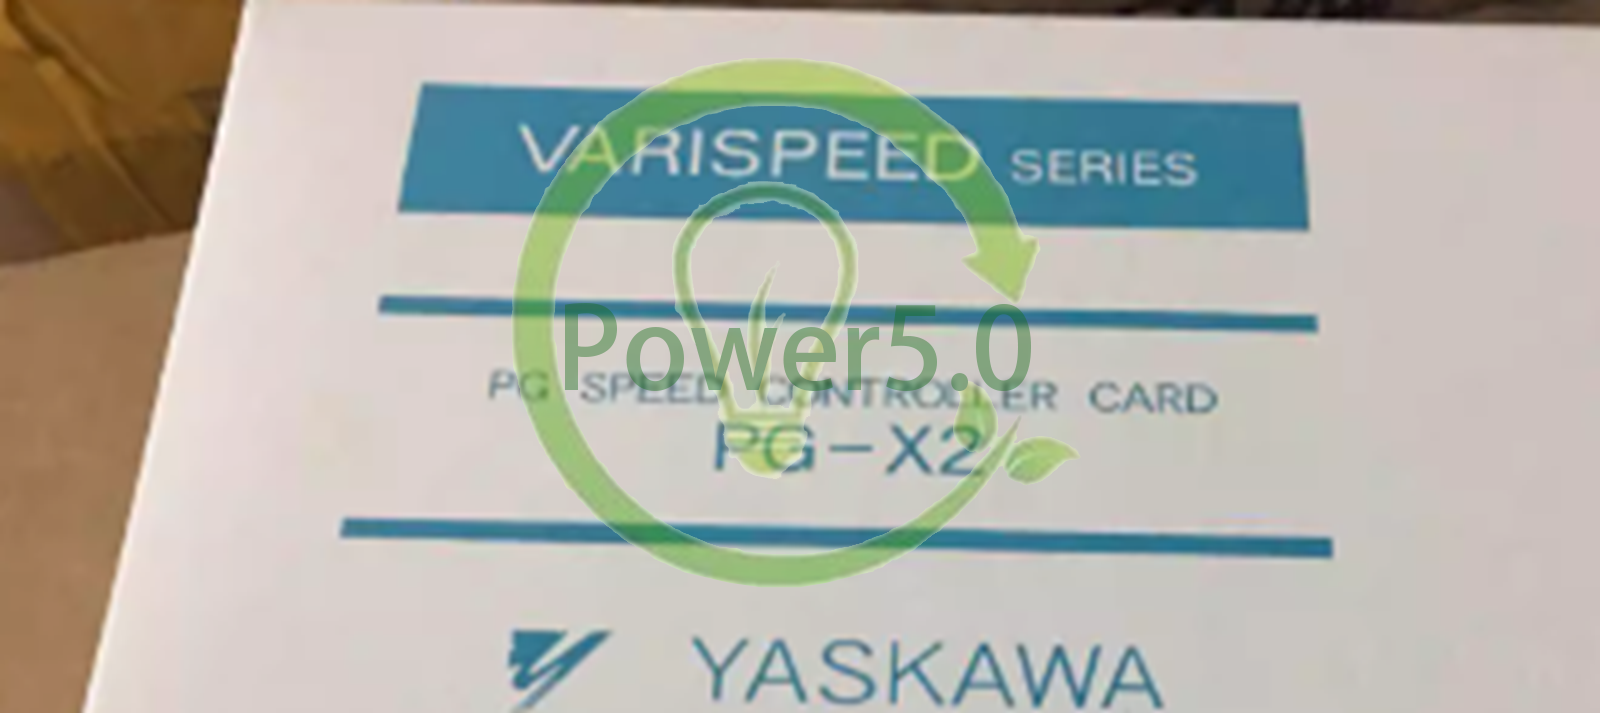 VARISPEED SERIES
Power5.0
PG SPEED CONTROLLER CARD
PG-X2
YASKAWA